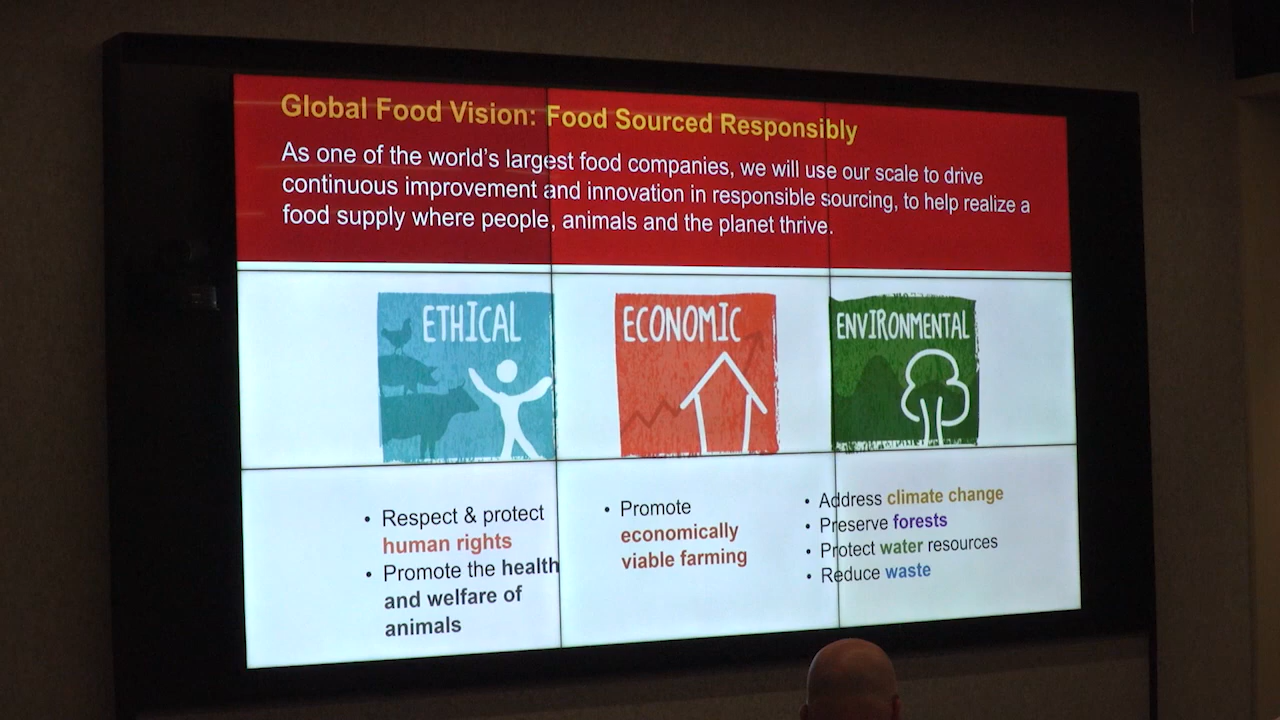 Global Food Vision: Food Sourced Responsibly
As one of the world's largest food companies, we will use our scale to drive
continuous improvement and innovation in responsible sourcing, to help realize a
food supply where people, animals and the planet thrive.
ETHICAL
ECONOMIC
ENVIRONMENTAL
• Respect & protect
human rights
• Promote the health
and welfare of
animals
• Promote
economically
viable farming
• Address climate change
• Preserve forests
• Protect water resources
• Reduce waste